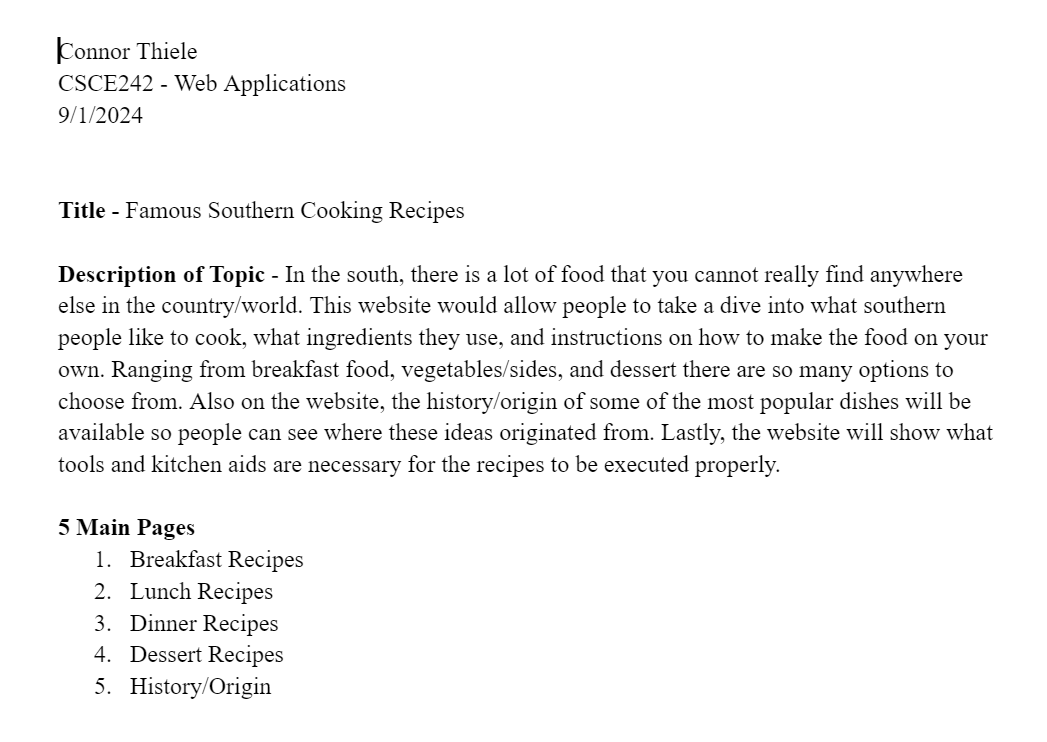 Connor Thiele
CSCE242 - Web Applications
9/1/2024
Title - Famous Southern Cooking Recipes
Description of Topic - In the south, there is a lot of food that you cannot really find anywhere
else in the country/world. This website would allow people to take a dive into what southern
people like to cook, what ingredients they use, and instructions on how to make the food on your
own. Ranging from breakfast food, vegetables/sides, and dessert there are so many options to
choose from. Also on the website, the history/origin of some of the most popular dishes will be
available so people can see where these ideas originated from. Lastly, the website will show what
tools and kitchen aids are necessary for the recipes to be executed properly.
5 Main Pages
1. Breakfast Recipes
2. Lunch Recipes
3. Dinner Recipes
4. Dessert Recipes
5. History/Origin